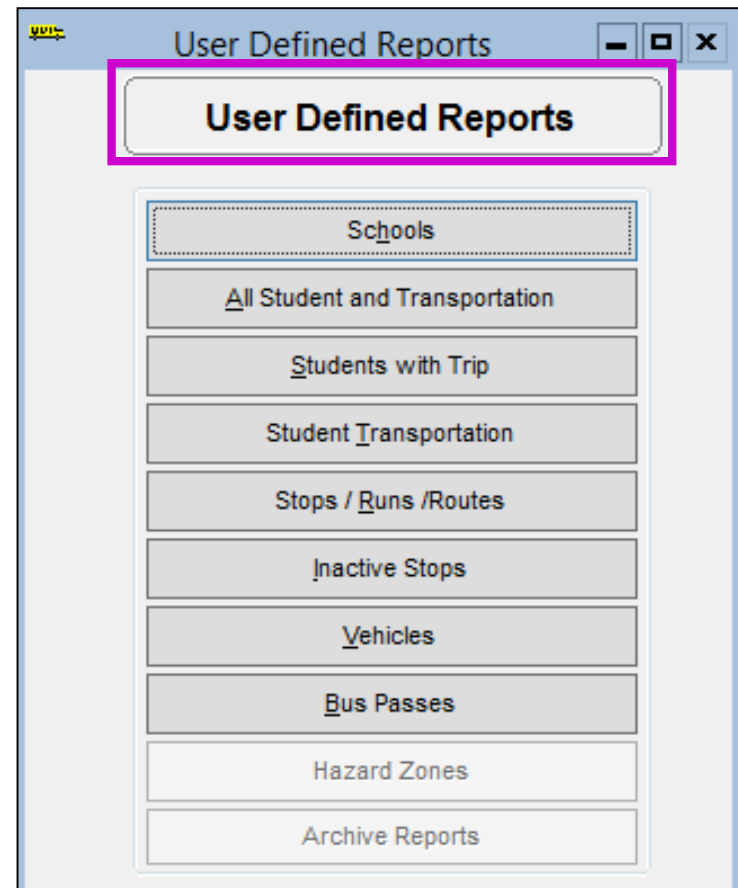 User Defined Reports
User Defined Reports
Schools
All Student and Transportation
Students with Trip
Student Transportation
Stops / Runs /Routes
Inactive Stops
Vehicles
Bus Passes
Hazard Zones
Archive Reports